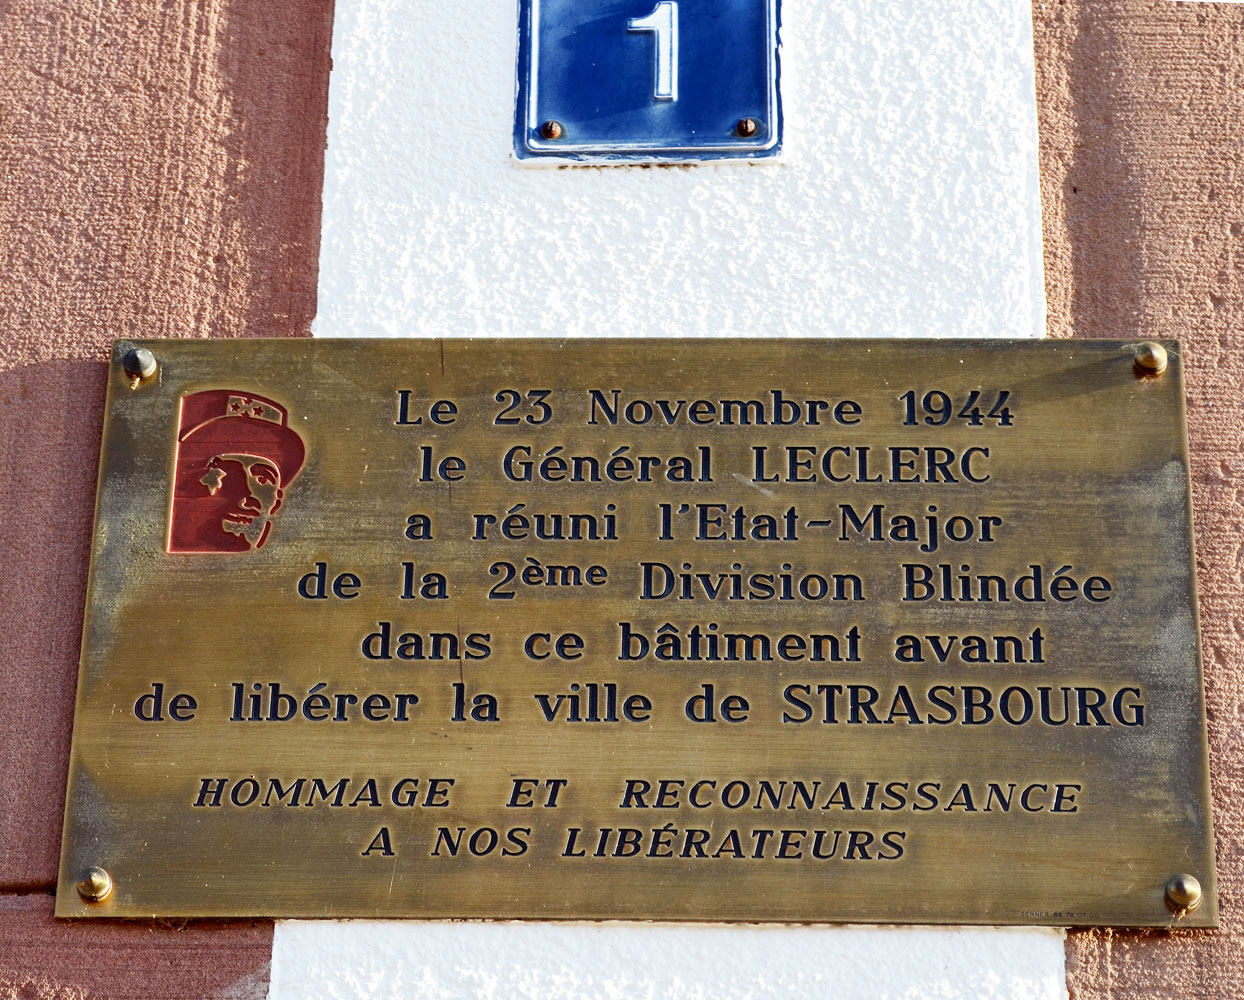 1
Le 23 Novembre 1944
le Général LECLERC
a réuni l'Etat-Major
de la 2ème Division Blindée
dans ce bâtiment avant
de libérer la ville de STRASBOURG
HOMMAGE ET RECONNAISSANCE
A NOS LIBÉRATEURS